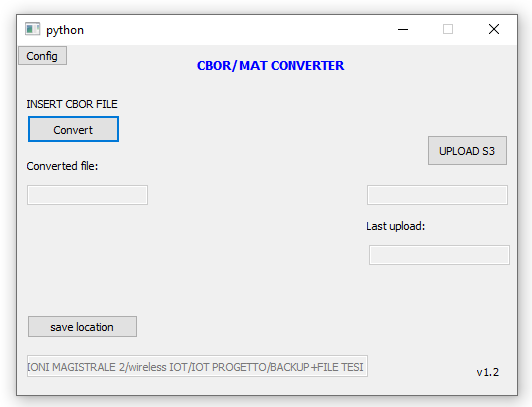 python
Config
CBOR/MAT CONVERTER
INSERT CBOR FILE
Convert
UPLOAD S3
Converted file:
Last upload:
save location
IONI MAGISTRALE 2/wireless IOT/IOT PROGETTO/BACKUP+FILE TESI
v1.2